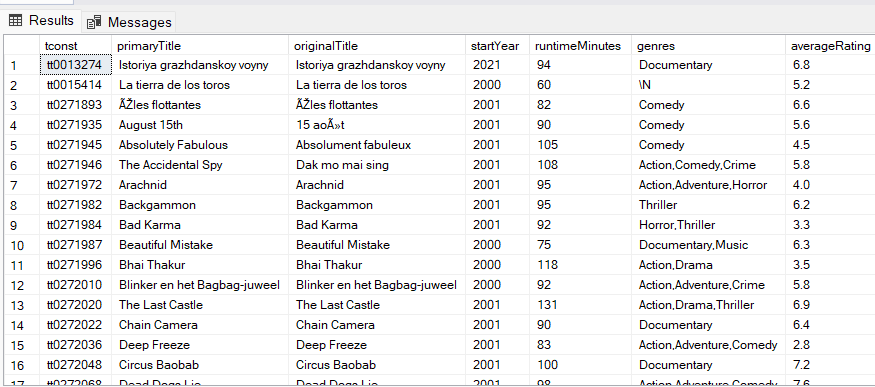 Results Messages
tconst primaryTitle originalTitle startYear runtimeMinutes genres averageRating
1 tt0013274 Istoriya grazhdanskoy voyny Istoriya grazhdanskoy voyny 2021 94 Documentary 6.8
2 tt0015414 La tierra de los toros La tierra de los toros 2000 60 \N 5.2
3 tt0271893 ÃŽles flottantes ÃŽles flottantes 2001 82 Comedy 6.6
4 tt0271935 August 15th 15 aoÃ»t 2001 90 Comedy 5.6
5 tt0271945 Absolutely Fabulous Absolument fabuleux 2001 105 Comedy 4.5
6 tt0271946 The Accidental Spy Dak mo mai sing 2001 108 Action,Comedy,Crime 5.8
7 tt0271972 Arachnid Arachnid 2001 95 Action,Adventure,Horror 4.0
8 tt0271982 Backgammon Backgammon 2001 95 Thriller 6.2
9 tt0271984 Bad Karma Bad Karma 2001 92 Horror,Thriller 3.3
10 tt0271987 Beautiful Mistake Beautiful Mistake 2000 75 Documentary,Music 6.3
11 tt0271996 Bhai Thakur Bhai Thakur 2000 118 Action,Drama 3.5
12 tt0272010 Blinker en het Bagbag-juweel Blinker en het Bagbag-juweel 2000 92 Action,Adventure,Crime 5.8
13 tt0272020 The Last Castle The Last Castle 2001 131 Action,Drama,Thriller 6.9
14 tt0272022 Chain Camera Chain Camera 2001 90 Documentary 6.4
15 tt0272036 Deep Freeze Deep Freeze 2001 83 Action,Adventure,Comedy 2.8
16 tt0272048 Circus Baobab Circus Baobab 2001 100 Documentary 7.2
17 tt0272068 Dead Dogs Lie Dead Dogs Lie 2001 98 Action,Adventure,Comedy 7.6